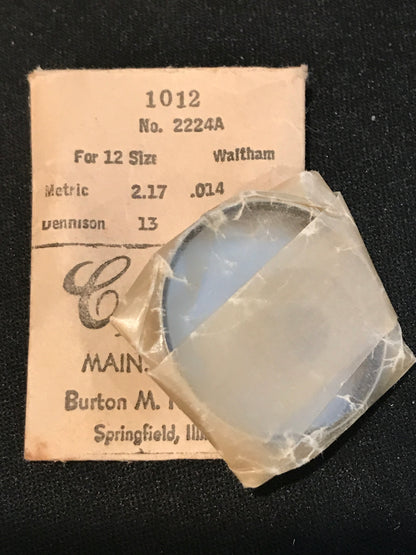 1012
No. 2224A
For 12 Size Waltham
Metric 2.17 .014
Dennison 13
MAIN
Burton M.
Springfield, Ill